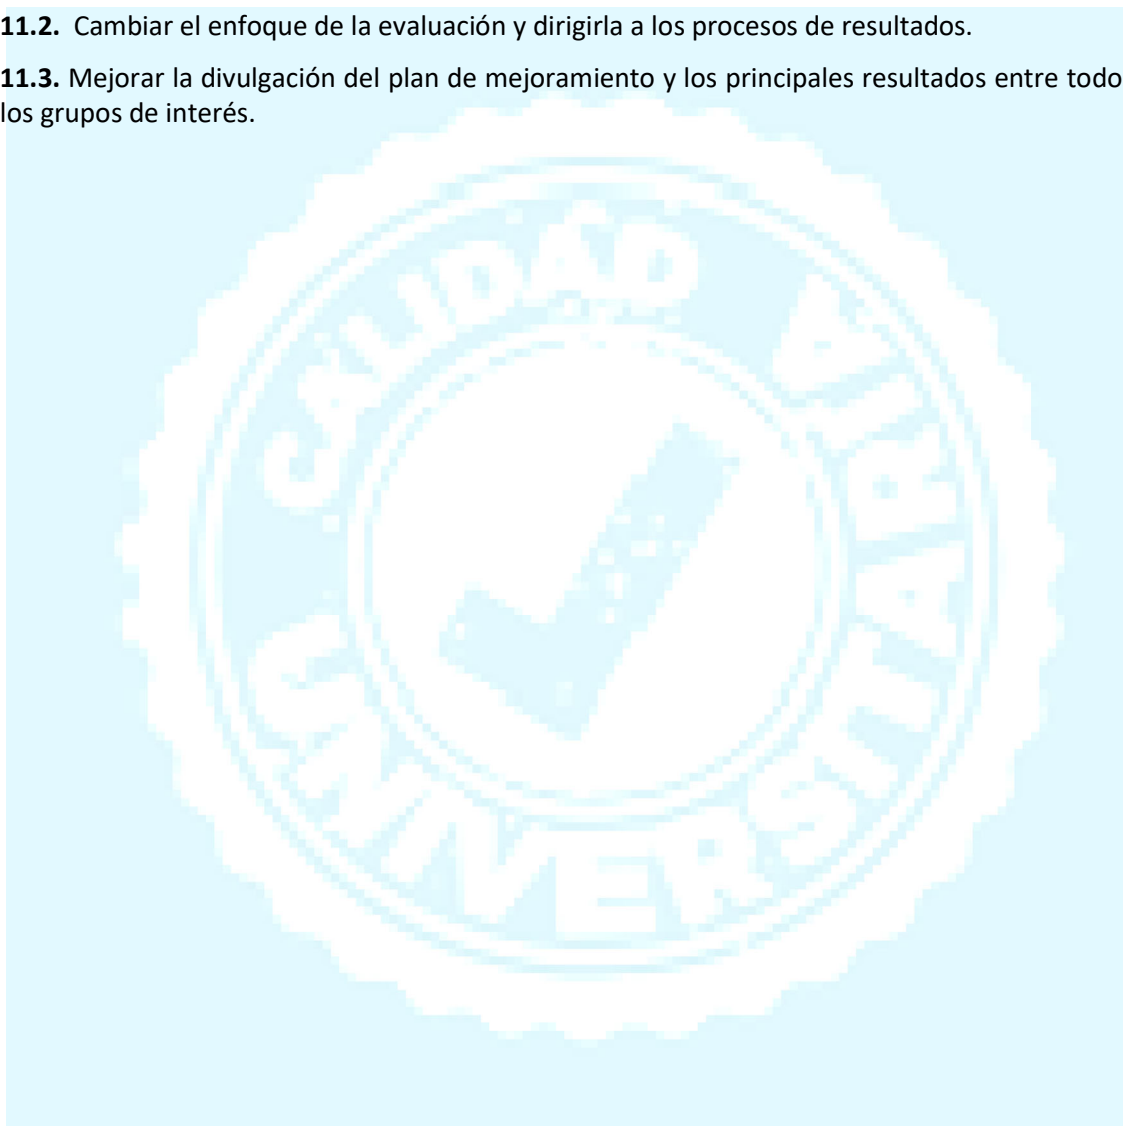 11.2. Cambiar el enfoque de la evaluación y dirigirla a los procesos de resultados.
11.3. Mejorar la divulgación del plan de mejoramiento y los principales resultados entre todo
los grupos de interés.
CALIDAD
UNIVERSITARIA